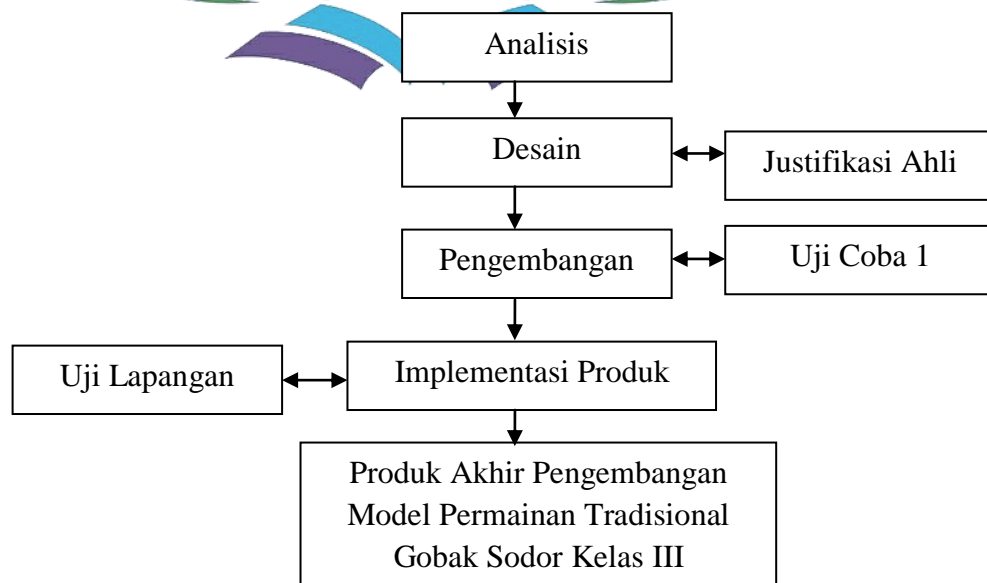 Analisis
Desain
Justifikasi Ahli
Pengembangan
Uji Coba 1
Uji Lapangan
Implementasi Produk
Produk Akhir Pengembangan
Model Permainan Tradisional
Gobak Sodor Kelas III